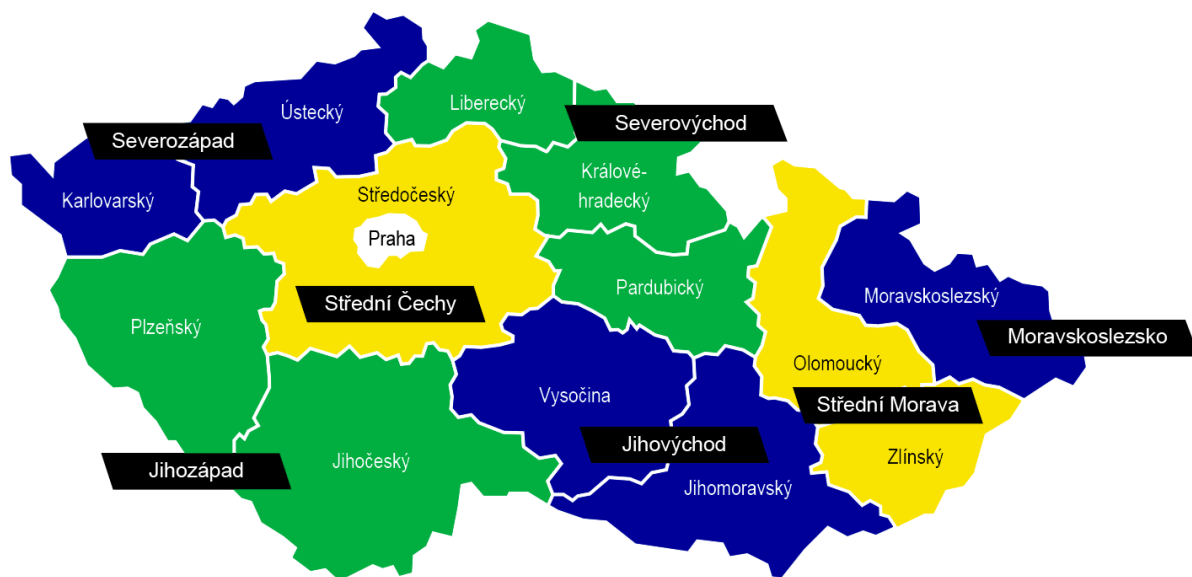 Ústecký
Liberecký
Severozápad
Severovýchod
Karlovarský
Středočeský
Králové-
hradecký
Praha
Střední Čechy
Pardubický
Moravskoslezský
Plzeňský
Moravskoslezsko
Olomoucký
Vysočina
Střední Morava
Jihovýchod
Jihozápad
Jihočeský
Zlínský
Jihomoravský